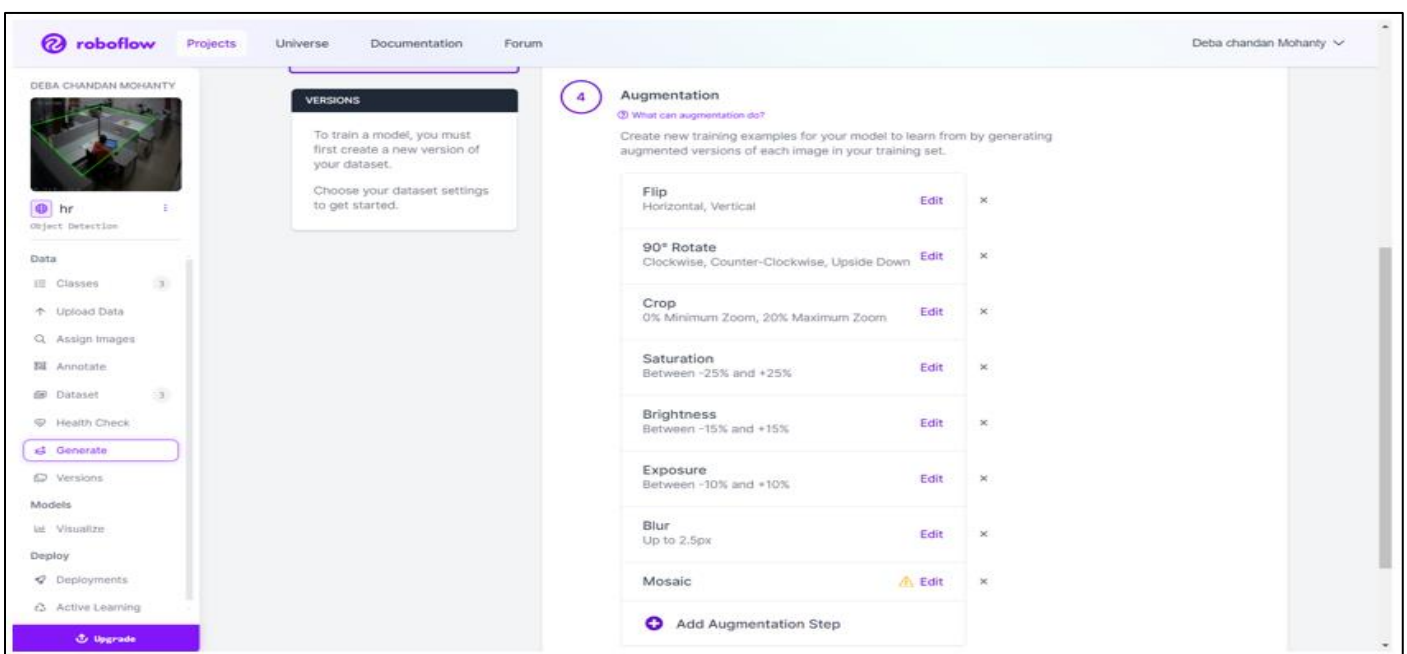 roboflow Projects Universe Documentation Forum Deba chandan Mohanty
DEBA CHANDAN MOHANTY
hr
Object Detection
Data
Classes 3
Upload Data
Assign Images
Annotate
Dataset 3
Health Check
Generate
Versions
Models
Visualize
Deploy
Deployments
Active Learning
Upgrade
VERSIONS
To train a model, you must
first create a new version of
your dataset.
Choose your dataset settings
to get started.
4 Augmentation
What can augmentation do?
Create new training examples for your model to learn from by generating
augmented versions of each image in your training set.
Flip
Horizontal, Vertical
Edit ×
90° Rotate
Clockwise, Counter-Clockwise, Upside Down
Edit ×
Crop
0% Minimum Zoom, 20% Maximum Zoom
Edit ×
Saturation
Between -25% and +25%
Edit ×
Brightness
Between -15% and +15%
Edit ×
Exposure
Between -10% and +10%
Edit ×
Blur
Up to 2.5px
Edit ×
Mosaic Edit ×
Add Augmentation Step